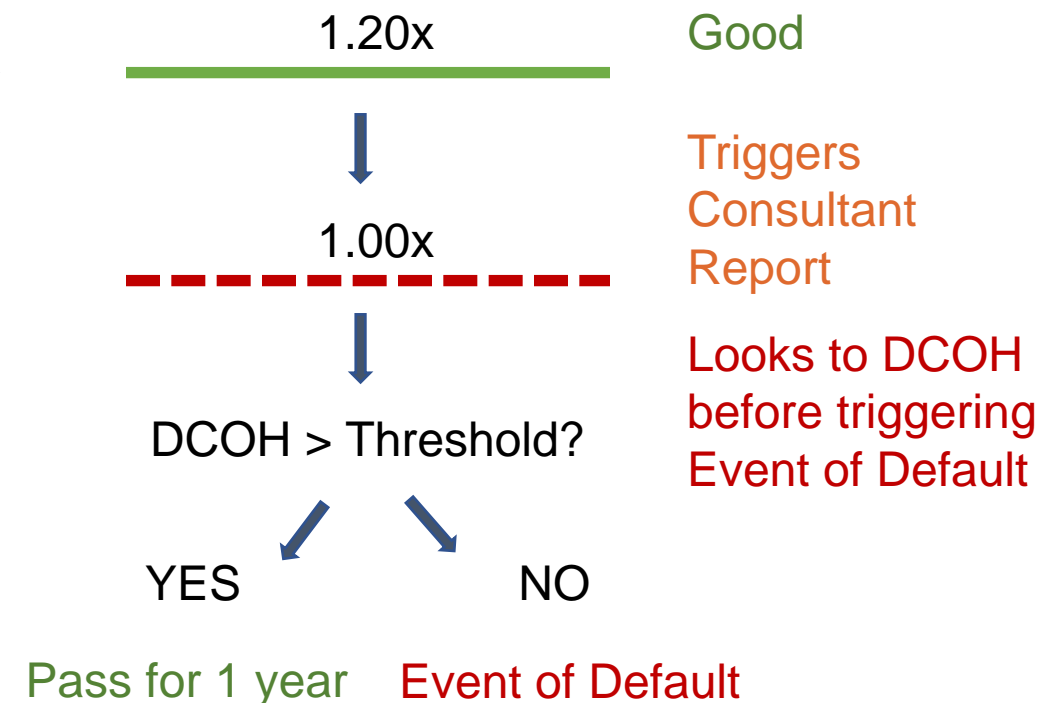 1.20x
Good
Triggers
Consultant
Report
1.00x
Looks to DCOH
before triggering
Event of Default
DCOH > Threshold?
YES
NO
Pass for 1 year
Event of Default